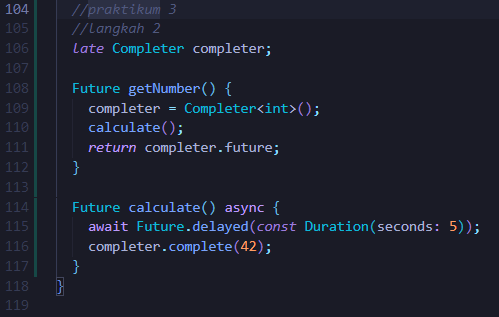 104 //praktikum 3
105 //langkah 2
106 late Completer completer;
107
108 Future getNumber() {
109 completer = Completer<int>();
110 calculate();
111 return completer.future;
112 }
113
114 Future calculate() async {
115 await Future.delayed(const Duration(seconds: 5));
116 completer.complete(42);
117 }
118 }
119